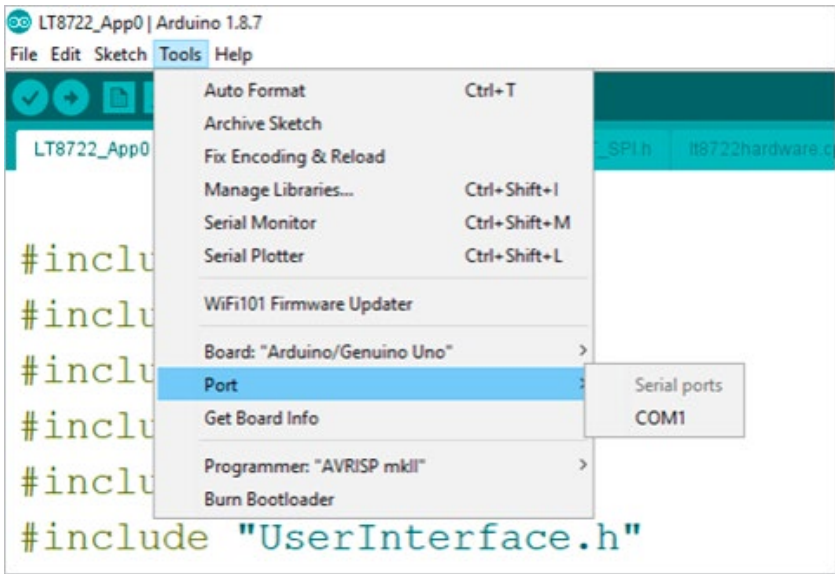 LT8722_App0 | Arduino 1.8.7
File Edit Sketch Tools Help
Auto Format Ctrl+T
LT8722_App0 Archive Sketch _SPI.h lt8722hardware.c
Fix Encoding & Reload
Manage Libraries... Ctrl+Shift+I
Serial Monitor Ctrl+Shift+M
#inclu Serial Plotter Ctrl+Shift+L
#inclu WiFi101 Firmware Updater
Board: "Arduino/Genuino Uno"
#inclu Port Serial ports
#inclu Get Board Info COM1
#inclu Programmer: "AVRISP mkII"
Burn Bootloader
#include "UserInterface.h"